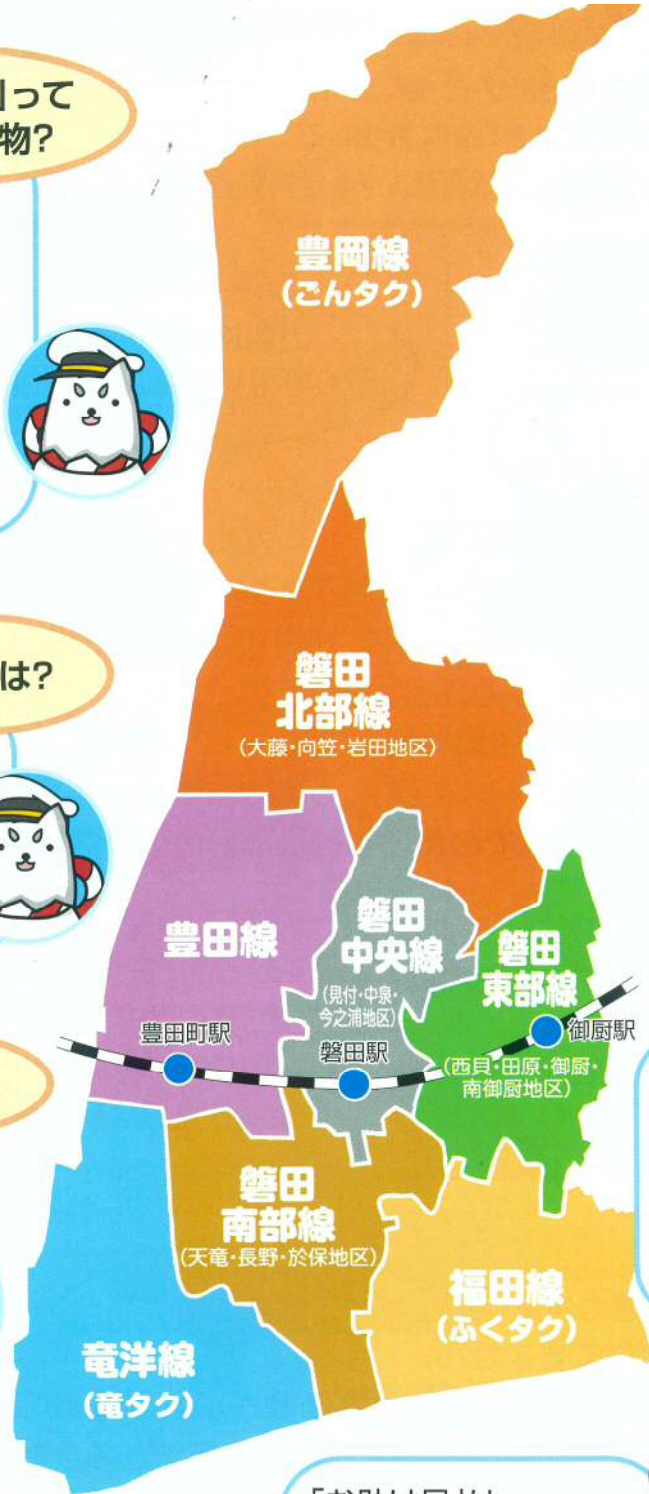 って
物?
豊岡線
(ごんタク)
は?
磐田
北部線
(大藤・向笠・岩田地区)
豊田線
磐田
中央線
(見付・中泉・
今之浦地区)
磐田
東部線
(西貝・田原・御厨・
南御厨地区)
豊田町駅
磐田駅
御厨駅
磐田
南部線
(天竜・長野・於保地区)
福田線
(ふくタク)
竜洋線
(竜タク)